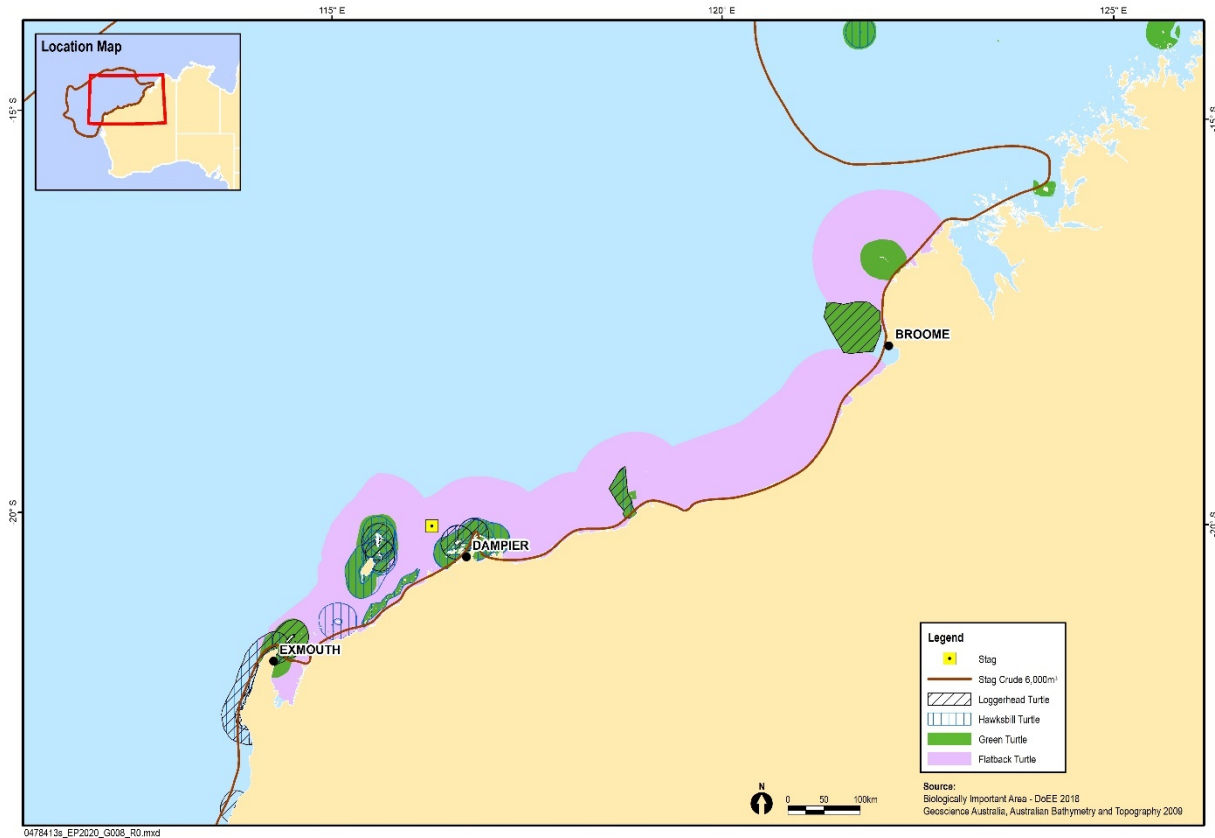 115° E
120° E
125° E
Location Map
-15° S
-15° S
BROOME
20° S
-20° S
DAMPIER
EXMOUTH
Legend
Stag
Stag Crude 6,000m³
Loggerhead Turtle
Hawksbill Turtle
Green Turtle
Flatback Turtle
N
0 50 100km
Source:
Biologically Important Area - DoEE 2018
Geoscience Australia, Australian Bathymetry and Topography 2009
0478413s_EP2020_G008_R0.mxd